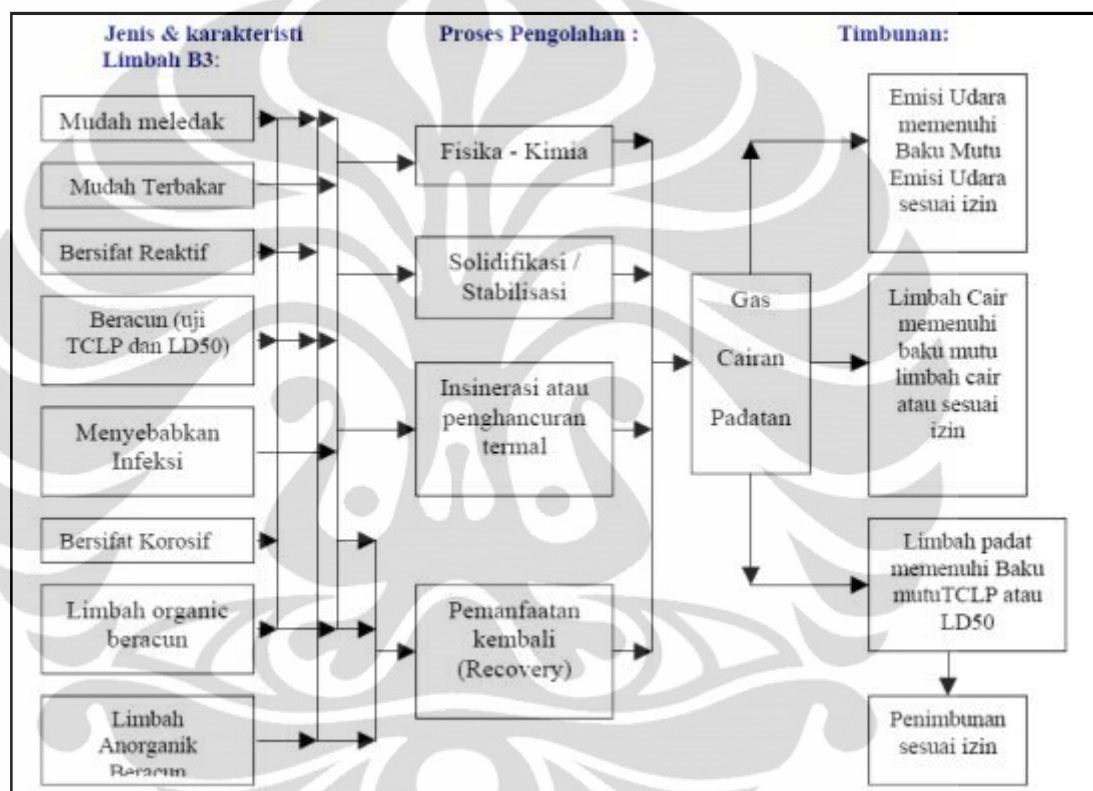 Jenis & karakteristi
Limbah B3:
Mudah meledak
Mudah Terbakar
Bersifat Reaktif
Beracun (uji
TCLP dan LD50)
Menyebabkan
Infeksi
Bersifat Korosif
Limbah organic
beracun
Limbah
Anorganik
Beracun
Proses Pengolahan :
Fisika - Kimia
Solidifikasi /
Stabilisasi
Insinerasi atau
penghancuran
termal
Pemanfaatan
kembali
(Recovery)
Gas
Cairan
Padatan
Timbunan:
Emisi Udara
memenuhi
Baku Mutu
Emisi Udara
sesuai izin
Limbah Cair
memenuhi
baku mutu
limbah cair
atau sesuai
izin
Limbah padat
memenuhi Baku
mutuTCLP atau
LD50
Penimbunan
sesuai izin